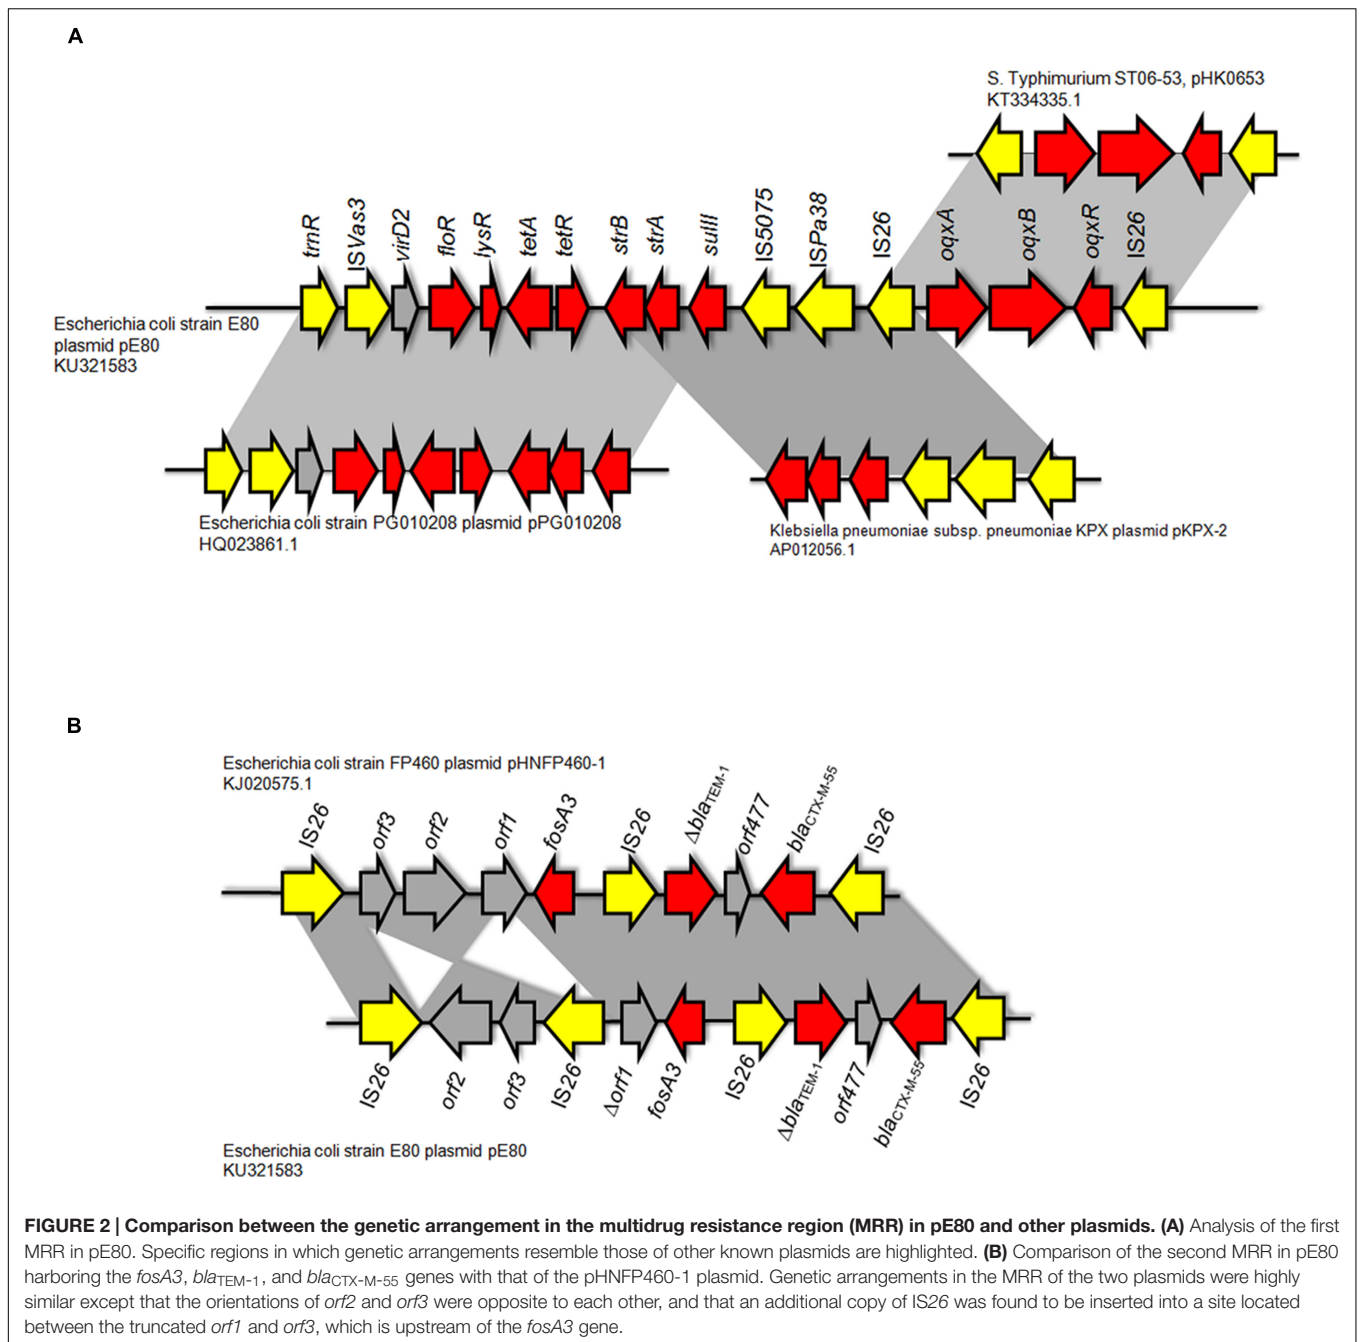 A
S. Typhimurium ST06-53, pHK0653
KT334335.1
tnrR ISVas3 virD2 floR lysR tetA tetR strB strA sulII IS5075 ISPa38 IS26 oqxA oqxB oqxR IS26
Escherichia coli strain E80
plasmid pE80
KU321583
Escherichia coli strain PG010208 plasmid pPG010208
HQ023861.1
Klebsiella pneumoniae subsp. pneumoniae KPX plasmid pKPX-2
AP012056.1
B
Escherichia coli strain FP460 plasmid pHNFP460-1
KJ020575.1
IS26 orf3 orf2 orf1 fosA3 IS26 ΔblaTEM-1 orf477 blaCTX-M-55 IS26
IS26 orf2 orf3 IS26 Δorf1 fosA3 IS26 ΔblaTEM-1 orf477 blaCTX-M-55 IS26
Escherichia coli strain E80 plasmid pE80
KU321583
FIGURE 2 | Comparison between the genetic arrangement in the multidrug resistance region (MRR) in pE80 and other plasmids. (A) Analysis of the first
MRR in pE80. Specific regions in which genetic arrangements resemble those of other known plasmids are highlighted. (B) Comparison of the second MRR in pE80
harboring the fosA3, blaTEM-1, and blaCTX-M-55 genes with that of the pHNFP460-1 plasmid. Genetic arrangements in the MRR of the two plasmids were highly
similar except that the orientations of orf2 and orf3 were opposite to each other, and that an additional copy of IS26 was found to be inserted into a site located
between the truncated orf1 and orf3, which is upstream of the fosA3 gene.